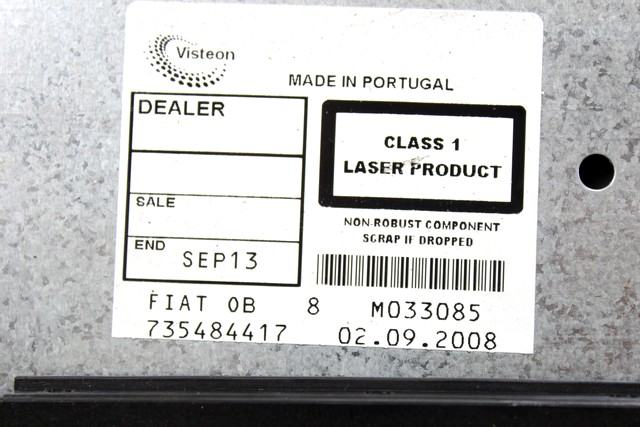 Visteon
MADE IN PORTUGAL
DEALER
CLASS 1
LASER PRODUCT
SALE
NON-ROBUST COMPONENT
SCRAP IF DROPPED
END
SEP13
FIAT OB 8 M033085
735484417 02.09.2008